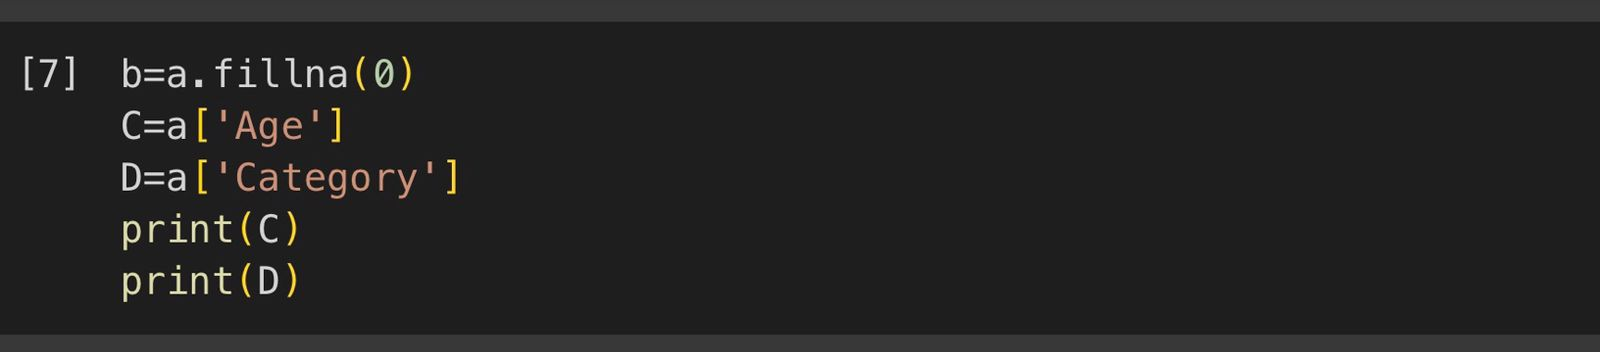 [7] b=a.fillna(0)
C=a['Age']
D=a['Category']
print(C)
print(D)